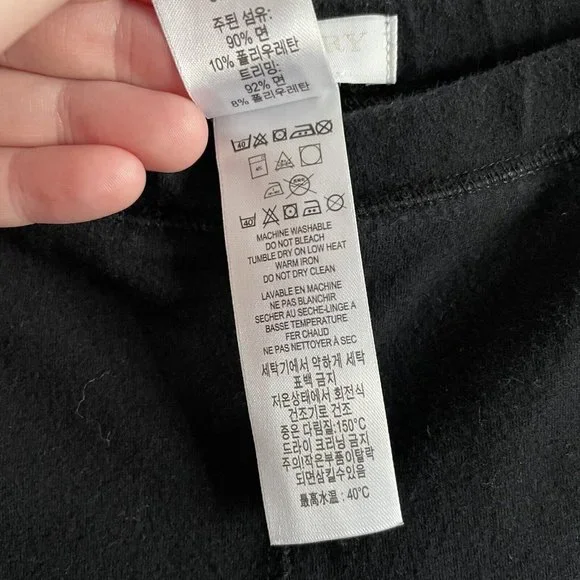 주된 섬유:
90% 면
10% 폴리우레탄
트리밍:
92% 면
8% 폴리우레탄
RY
40
40
MACHINE WASHABLE
DO NOT BLEACH
TUMBLE DRY ON LOW HEAT
WARM IRON
DO NOT DRY CLEAN
LAVABLE EN MACHINE
NE PAS BLANCHIR
SECHER AU SECHE-LINGE A
BASSE TEMPERATURE
FER CHAUD
NE PAS NETTOYER A SEC
세탁기에서 약하게 세탁
표백 금지
저온상태에서 회전식
건조기로 건조
중온 다림질:150°C
드라이 크리닝 금지
주의!작은부품이탈락
되면삼킬수있음
最高水温 : 40°C